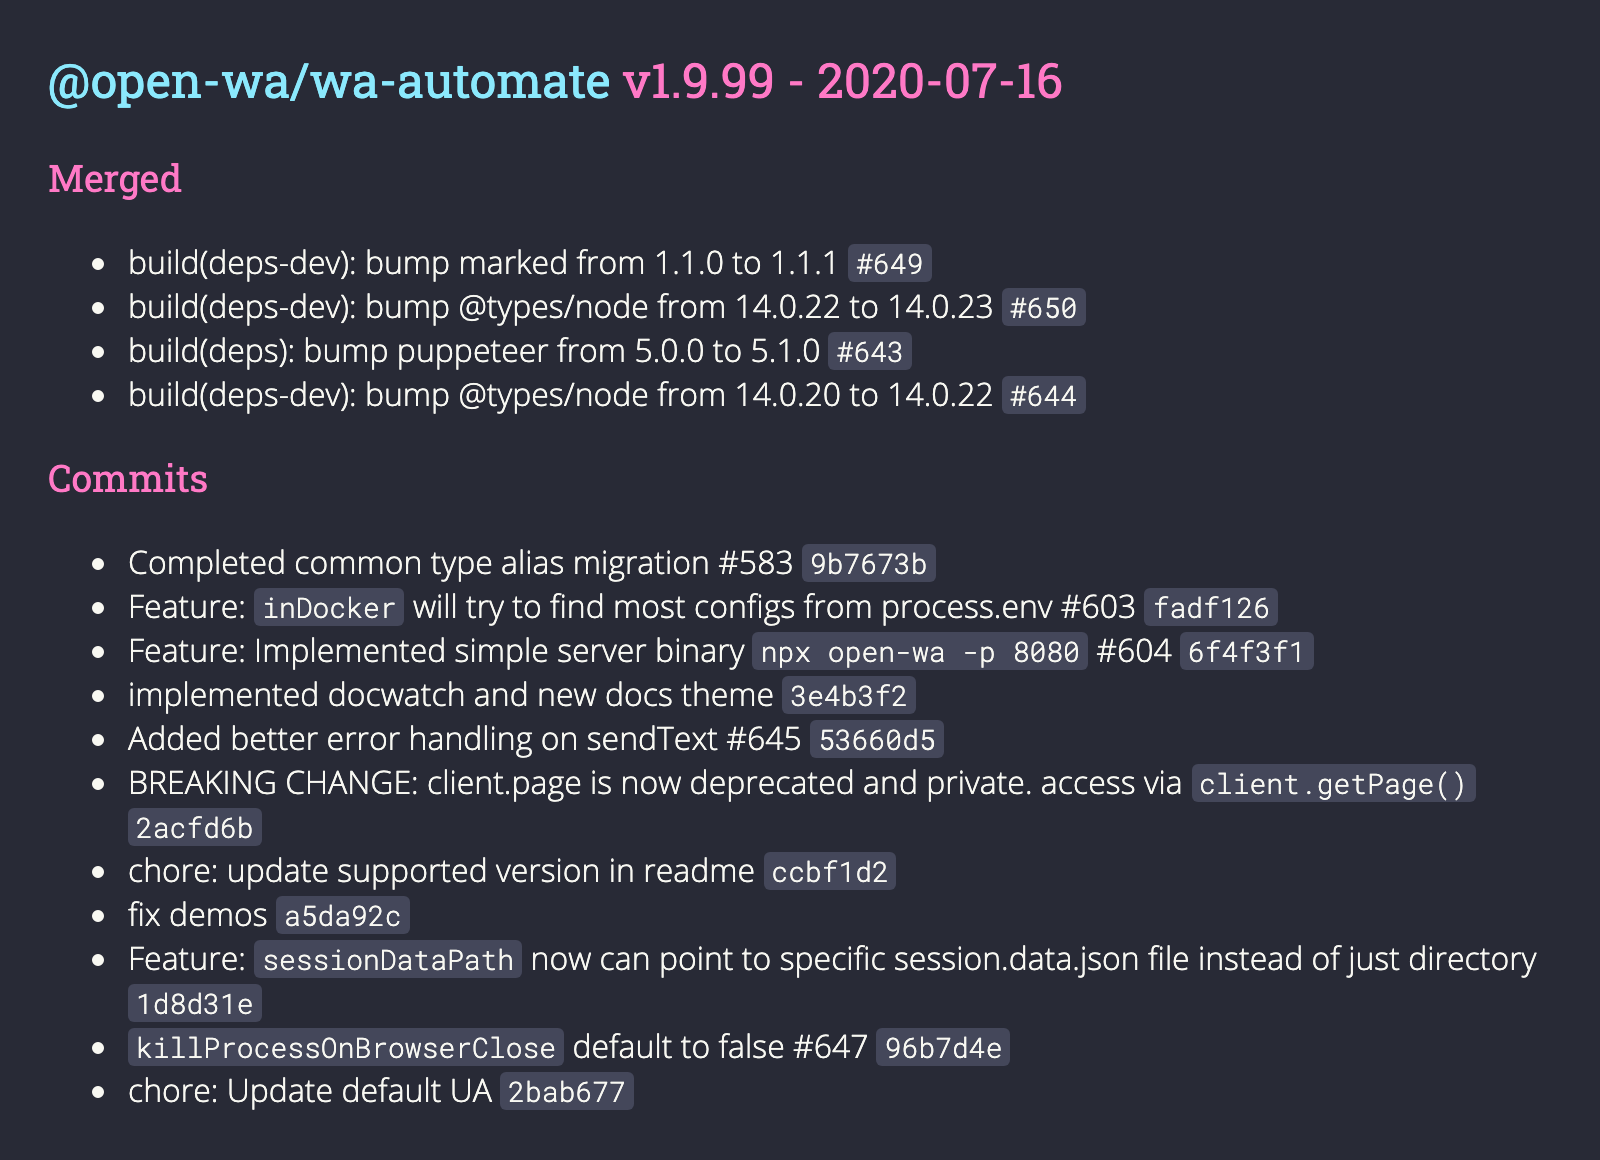 @open-wa/wa-automate v1.9.99 - 2020-07-16
Merged
build(deps-dev): bump marked from 1.1.0 to 1.1.1 #649
build(deps-dev): bump @types/node from 14.0.22 to 14.0.23 #650
build(deps): bump puppeteer from 5.0.0 to 5.1.0 #643
build(deps-dev): bump @types/node from 14.0.20 to 14.0.22 #644
Commits
Completed common type alias migration #583 9b7673b
Feature: inDocker will try to find most configs from process.env #603 fadf126
Feature: Implemented simple server binary npx open-wa -p 8080 #604 6f4f3f1
implemented docwatch and new docs theme 3e4b3f2
Added better error handling on sendText #645 53660d5
BREAKING CHANGE: client.page is now deprecated and private. access via client.getPage()
2acfd6b
chore: update supported version in readme ccbf1d2
fix demos a5da92c
Feature: sessionDataPath now can point to specific session.data.json file instead of just directory
1d8d31e
killProcessOnBrowserClose default to false #647 96b7d4e
chore: Update default UA 2bab677